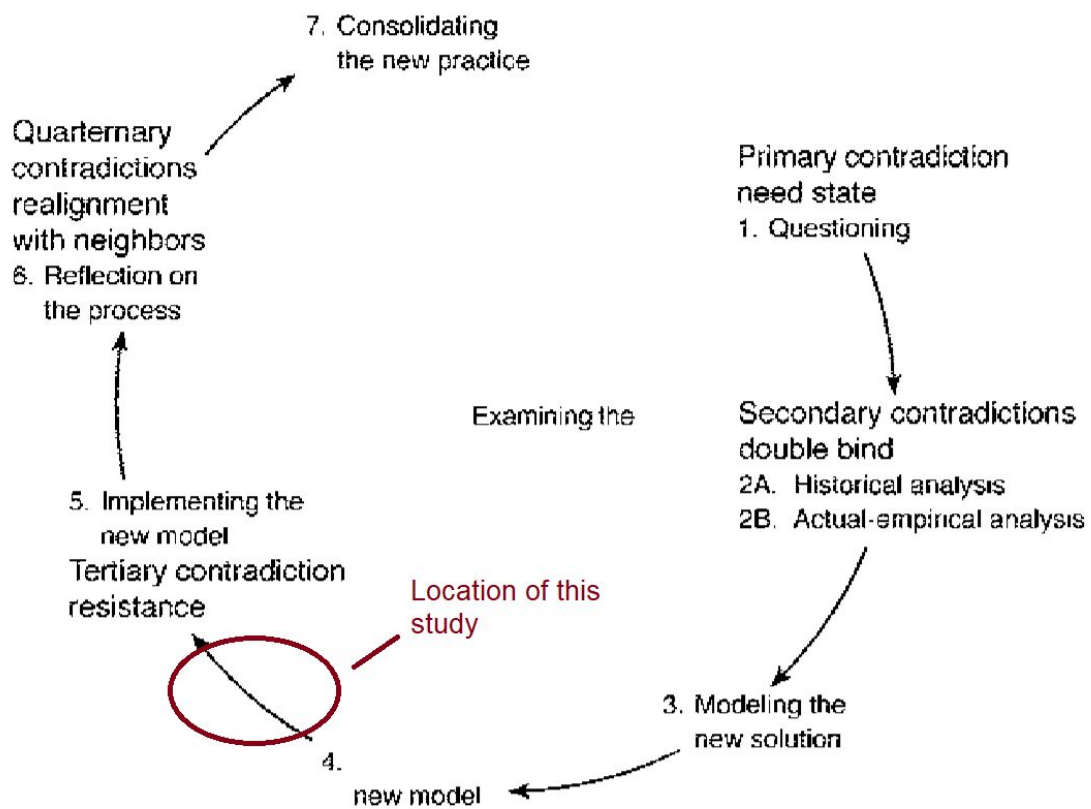 7. Consolidating
the new practice
Quarternary
contradictions
realignment
with neighbors
6. Reflection on
the process
Primary contradiction
need state
1. Questioning
Examining the
Secondary contradictions
double bind
2A. Historical analysis
2B. Actual-empirical analysis
5. Implementing the
new model
Tertiary contradiction
resistance
Location of this
study
3. Modeling the
new solution
4.
new model